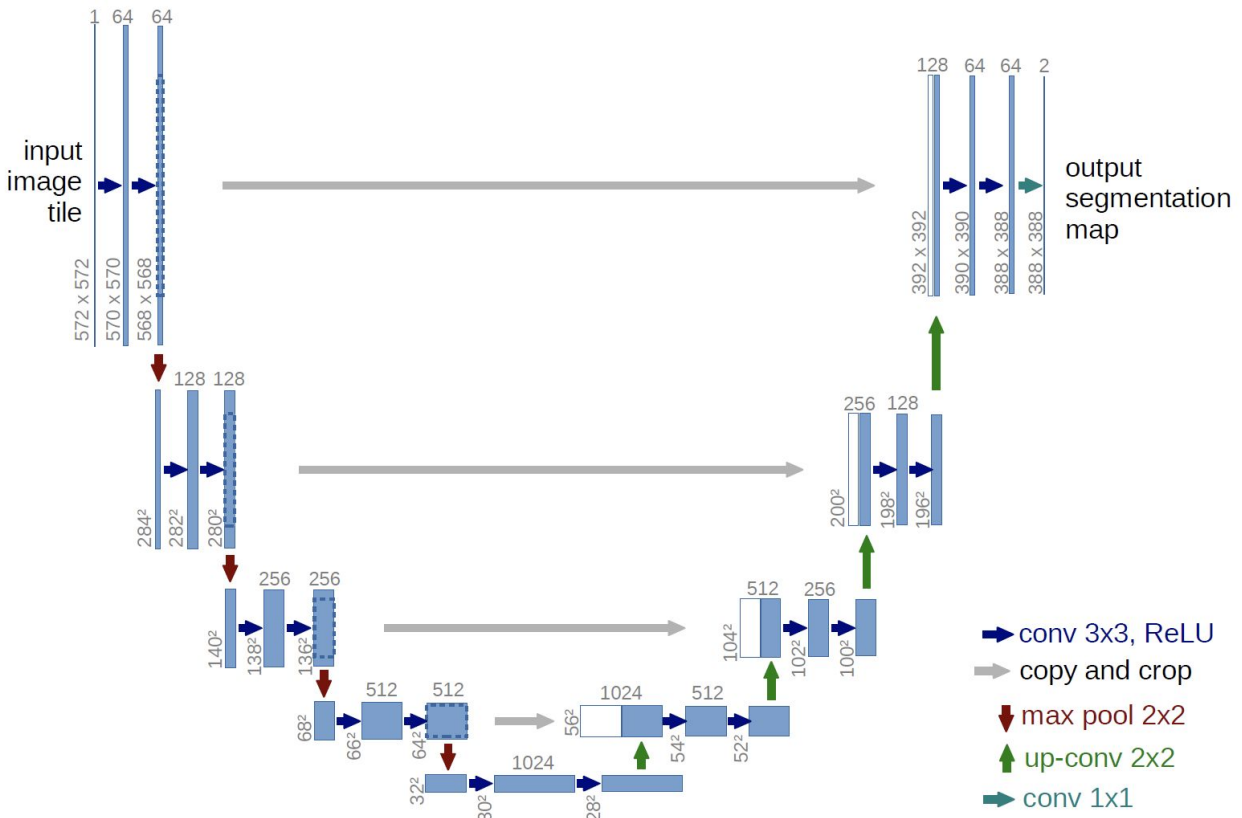 1 64 64
128 64 64 2
input
image
tile
output
segmentation
map
572 x 572
570 x 570
568 x 568
392 x 392
390 x 390
388 x 388
388 x 388
128 128
256 128
284²
282²
280²
200²
198²
196²
256 256
512 256
140²
138²
136²
104²
102²
100²
conv 3x3, ReLU
copy and crop
max pool 2x2
up-conv 2x2
conv 1x1
512 512
1024 512
68²
66²
64²
56²
54²
52²
1024
32²
30²
28²